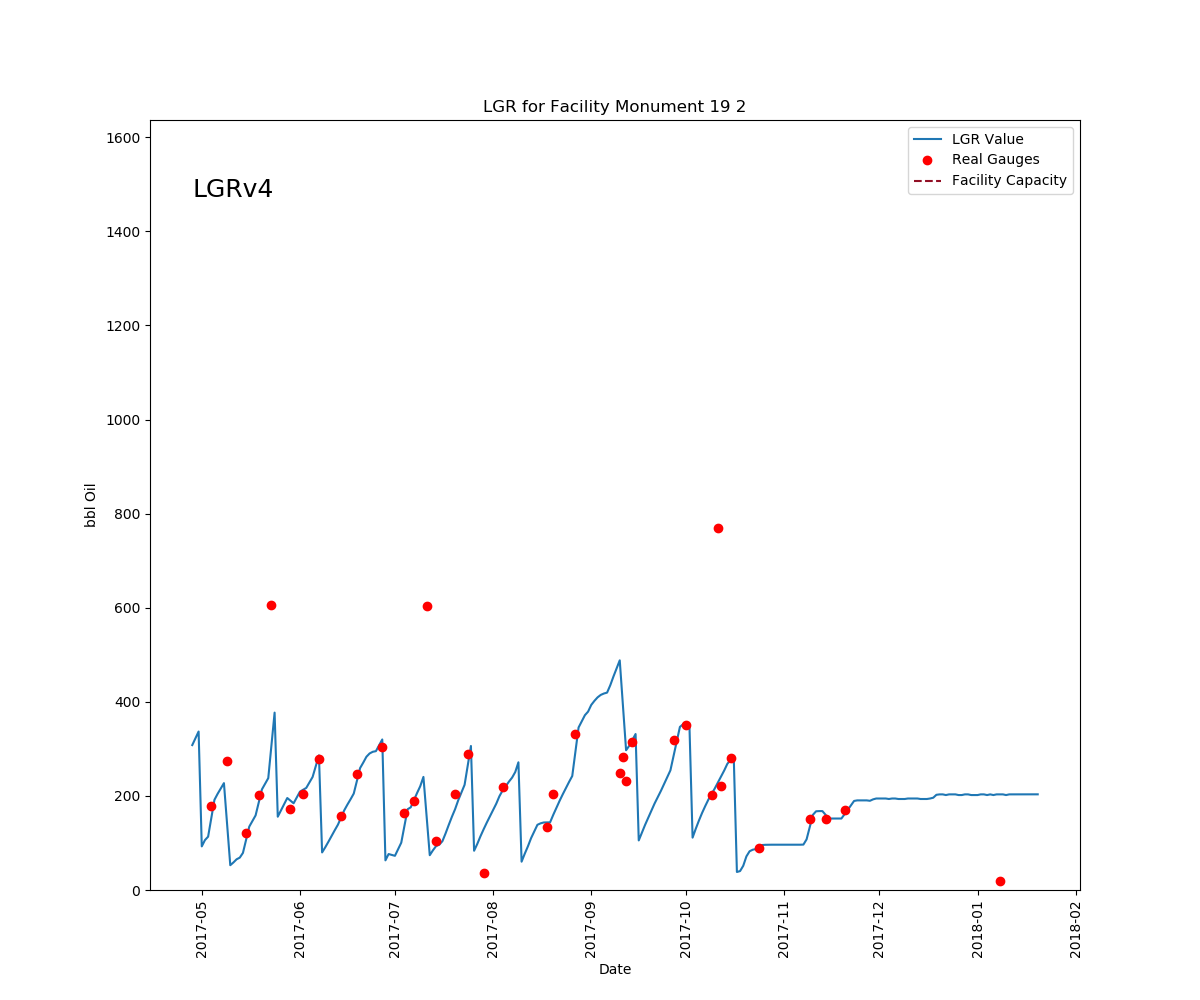 LGR for Facility Monument 19 2
LGRv4
LGR Value
Real Gauges
Facility Capacity
bbl Oil
1600
1400
1200
1000
800
600
400
200
0
2017-05
2017-06
2017-07
2017-08
2017-09
2017-10
2017-11
2017-12
2018-01
2018-02
Date